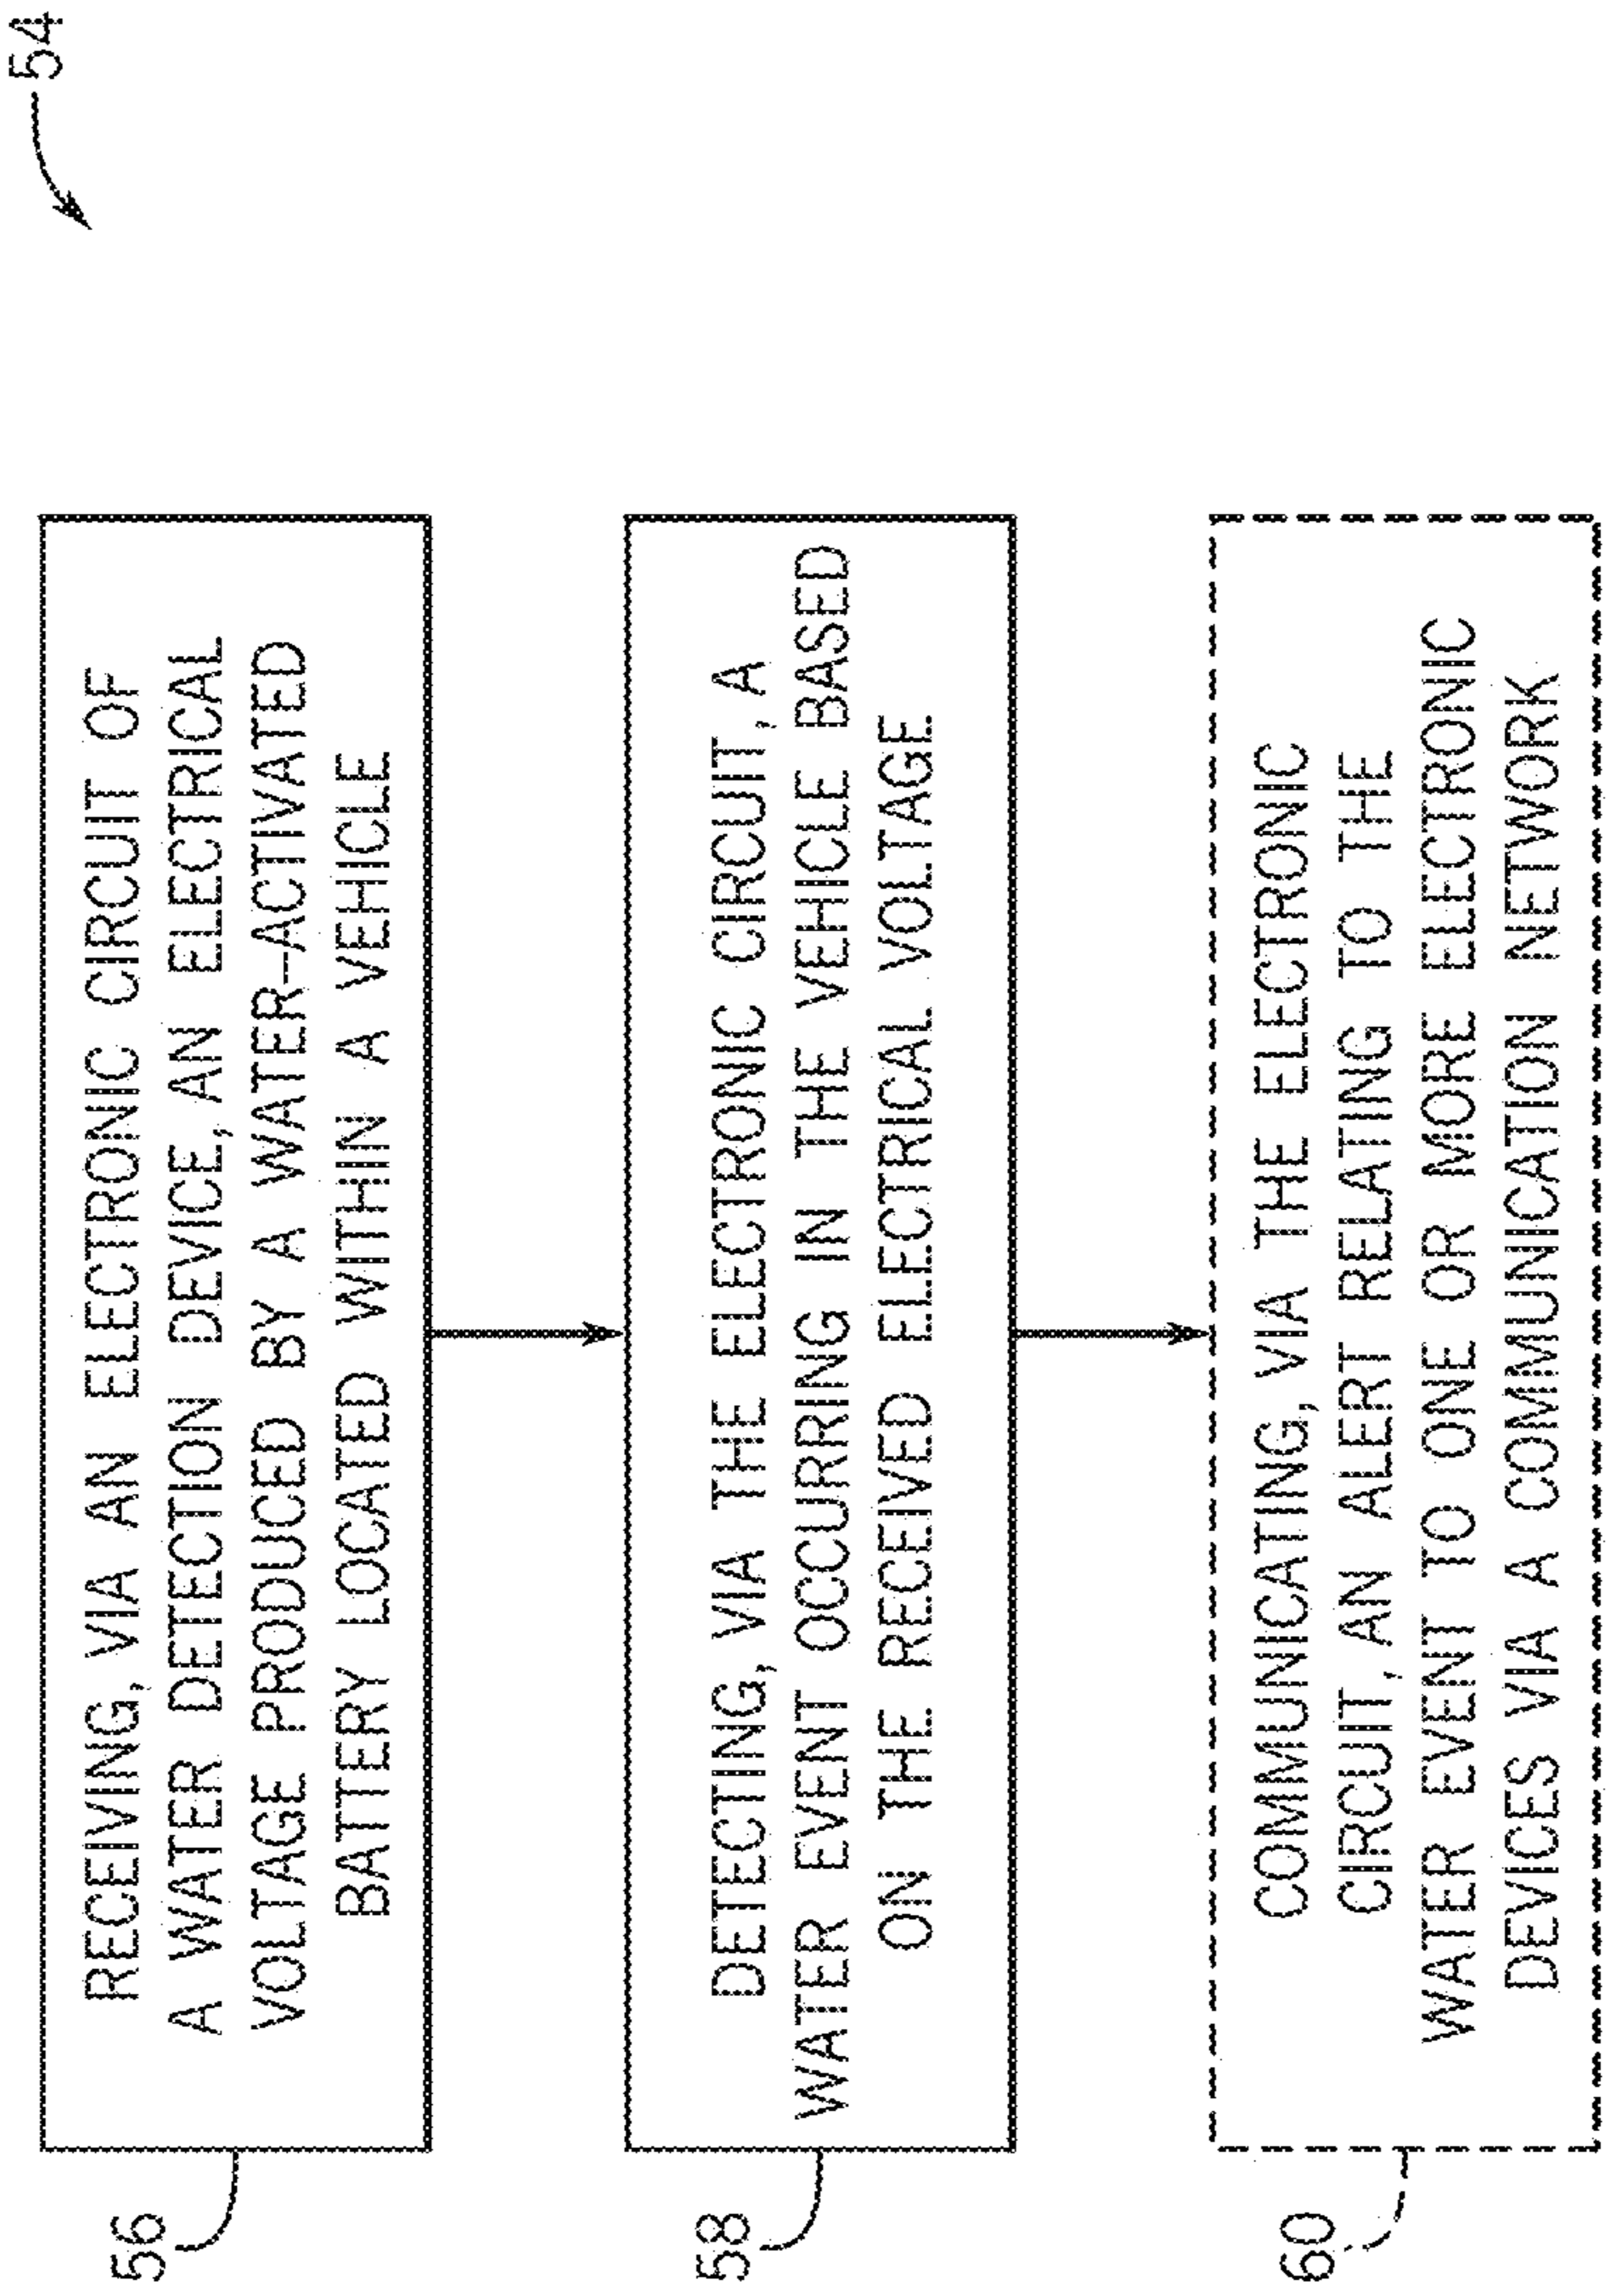 54
56
RECEIVING, VIA AN ELECTRONIC CIRCUIT OF
A WATER DETECTION DEVICE, AN ELECTRICAL
VOLTAGE PRODUCED BY A WATER-ACTIVATED
BATTERY LOCATED WITHIN A VEHICLE
58
DETECTING, VIA THE ELECTRONIC CIRCUIT, A
WATER EVENT OCCURRING IN THE VEHICLE BASED
ON THE RECEIVED ELECTRICAL VOLTAGE
60
COMMUNICATING, VIA THE ELECTRONIC
CIRCUIT, AN ALERT RELATING TO THE
WATER EVENT TO ONE OR MORE ELECTRONIC
DEVICES VIA A COMMUNICATION NETWORK